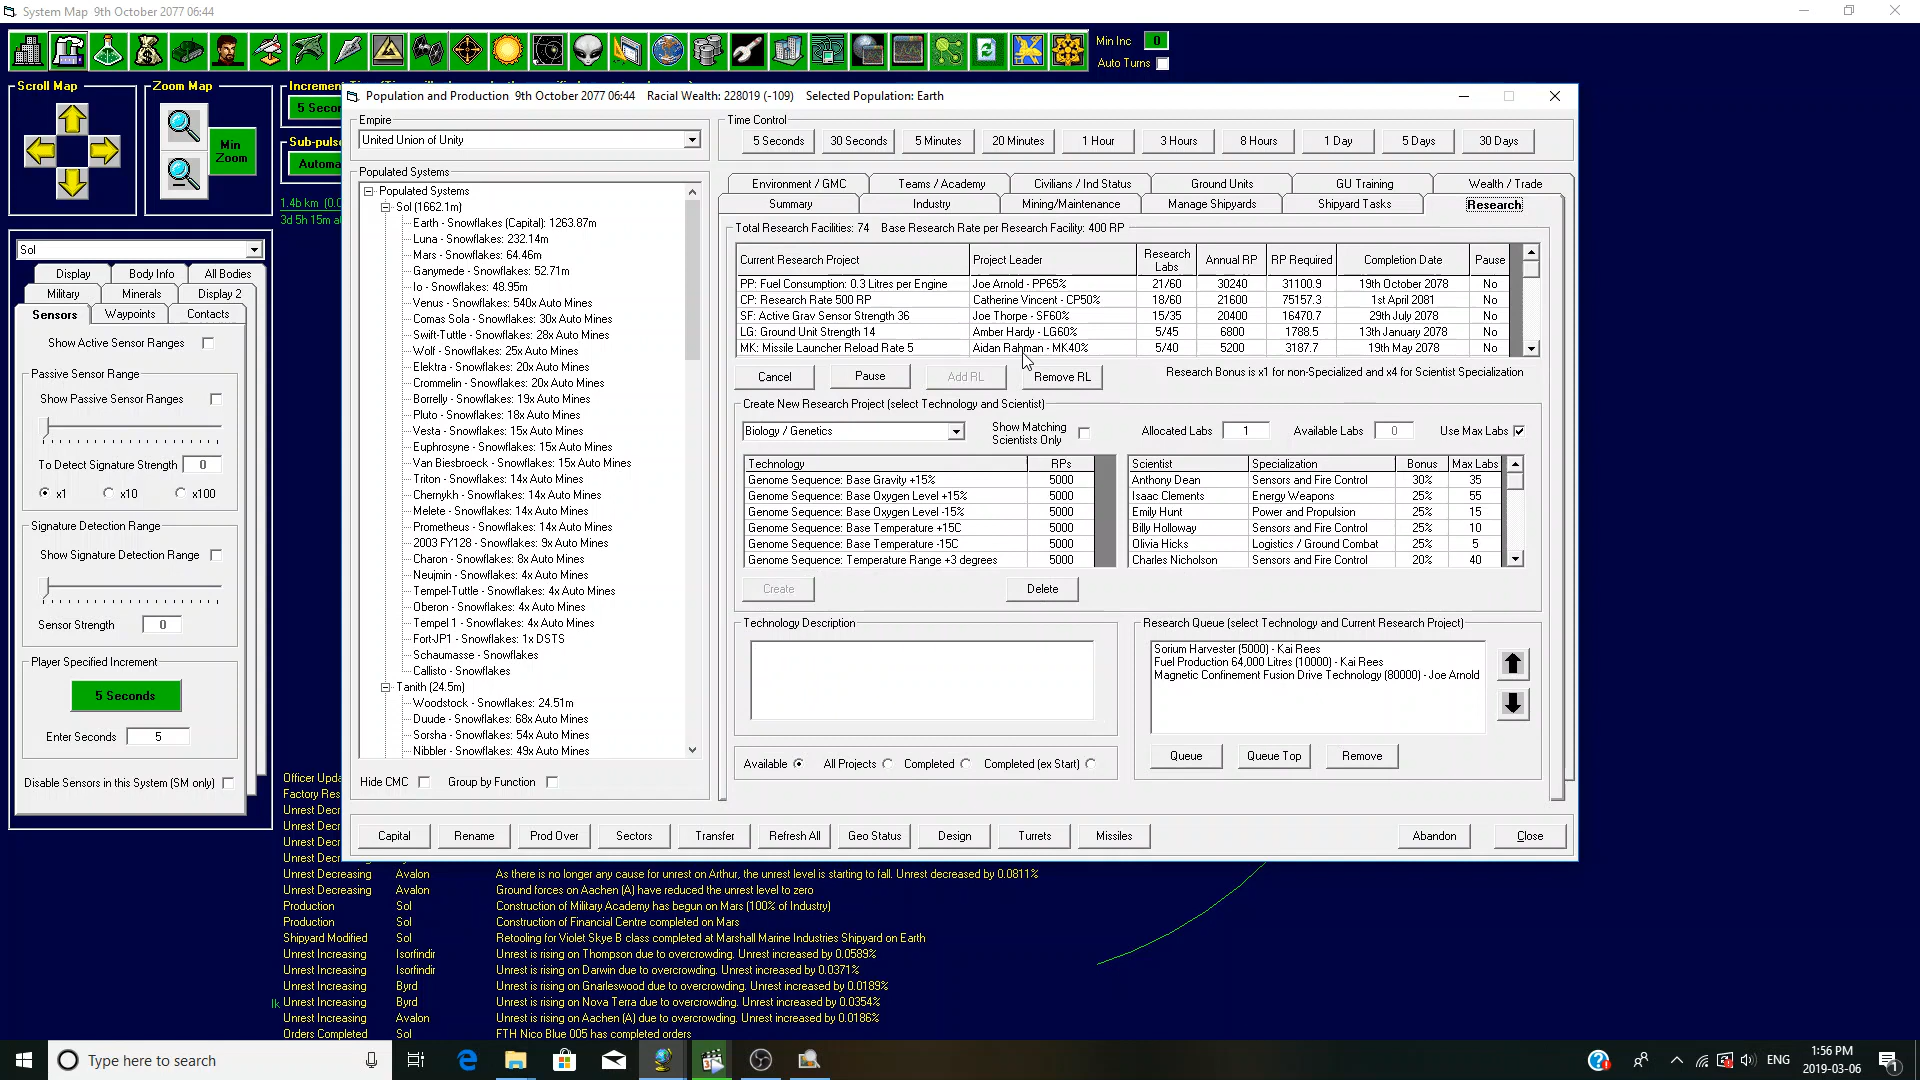 System Map 9th October 2077 06:44
Min Inc 0
Auto Turns
Scroll Map
Zoom Map
Min Zoom
5 Seco
Sub-puls
Automa
3d 5h 15m
Sol
Display Body Info All Bodies
Military Minerals Display 2
Sensors Waypoints Contacts
Show Active Sensor Ranges
Passive Sensor Range
Show Passive Sensor Ranges
To Detect Signature Strength 0
x1 x10 x100
Signature Detection Range
Show Signature Detection Range
Sensor Strength 0
Player Specified Increment
5 Seconds
Enter Seconds 5
Disable Sensors in this System (SM only)
Population and Production 9th October 2077 06:44 Racial Wealth: 228019 (-109) Selected Population: Earth
Empire
United Union of Unity
Populated Systems
Populated Systems
Sol (1662.1m)
Earth - Snowflakes (Capital): 1263.87m
Luna - Snowflakes: 232.14m
Mars - Snowflakes: 64.46m
Ganymede - Snowflakes: 52.71m
Io - Snowflakes: 48.95m
Venus - Snowflakes: 540x Auto Mines
Comas Sola - Snowflakes: 30x Auto Mines
Swift-Tuttle - Snowflakes: 28x Auto Mines
Wolf - Snowflakes: 25x Auto Mines
Elektra - Snowflakes: 20x Auto Mines
Crommelin - Snowflakes: 20x Auto Mines
Borrelly - Snowflakes: 19x Auto Mines
Pluto - Snowflakes: 18x Auto Mines
Vesta - Snowflakes: 15x Auto Mines
Euphrosyne - Snowflakes: 15x Auto Mines
Van Biesbroeck - Snowflakes: 15x Auto Mines
Triton - Snowflakes: 14x Auto Mines
Chernykh - Snowflakes: 14x Auto Mines
Melete - Snowflakes: 14x Auto Mines
Prometheus - Snowflakes: 14x Auto Mines
2003 FY128 - Snowflakes: 9x Auto Mines
Charon - Snowflakes: 8x Auto Mines
Neujmin - Snowflakes: 4x Auto Mines
Tempel-Tuttle - Snowflakes: 4x Auto Mines
Oberon - Snowflakes: 4x Auto Mines
Tempel 1 - Snowflakes: 4x Auto Mines
Fort-JP1 - Snowflakes: 1x DSTS
Schaumasse - Snowflakes
Callisto - Snowflakes
Tanith (24.5m)
Woodstock - Snowflakes: 24.51m
Duude - Snowflakes: 68x Auto Mines
Sorsha - Snowflakes: 54x Auto Mines
Nibbler - Snowflakes: 49x Auto Mines
Hide CMC Group by Function
Time Control
5 Seconds 30 Seconds 5 Minutes 20 Minutes 1 Hour 3 Hours 8 Hours 1 Day 5 Days 30 Days
Environment / GMC Teams / Academy Civilians / Ind Status Ground Units GU Training Wealth / Trade
Summary Industry Mining/Maintenance Manage Shipyards Shipyard Tasks Research
Total Research Facilities: 74 Base Research Rate per Research Facility: 400 RP
Current Research Project Project Leader Research Labs Annual RP RP Required Completion Date Pause
PP: Fuel Consumption: 0.3 Litres per Engine Joe Arnold - PP65% 21/60 30240 31100.9 19th October 2078 No
CP: Research Rate 500 RP Catherine Vincent - CP50% 18/60 21600 75157.3 1st April 2081 No
SF: Active Grav Sensor Strength 36 Joe Thorpe - SF60% 15/35 20400 16470.7 29th July 2078 No
LG: Ground Unit Strength 14 Amber Hardy - LG60% 5/45 6800 1788.5 13th January 2078 No
MK: Missile Launcher Reload Rate 5 Aidan Rahman - MK40% 5/40 5200 3187.7 19th May 2078 No
Cancel Pause Add RL Remove RL Research Bonus is x1 for non-Specialized and x4 for Scientist Specialization
Create New Research Project (select Technology and Scientist)
Biology / Genetics Show Matching Scientists Only Allocated Labs 1 Available Labs 0 Use Max Labs
Technology RPs Scientist Specialization Bonus Max Labs
Genome Sequence: Base Gravity +15% 5000 Anthony Dean Sensors and Fire Control 30% 35
Genome Sequence: Base Oxygen Level +15% 5000 Isaac Clements Energy Weapons 25% 55
Genome Sequence: Base Oxygen Level -15% 5000 Emily Hunt Power and Propulsion 25% 15
Genome Sequence: Base Temperature +15C 5000 Billy Holloway Sensors and Fire Control 25% 10
Genome Sequence: Base Temperature -15C 5000 Olivia Hicks Logistics / Ground Combat 25% 5
Genome Sequence: Temperature Range +3 degrees 5000 Charles Nicholson Sensors and Fire Control 20% 40
Create Delete
Technology Description
Research Queue (select Technology and Current Research Project)
Sorium Harvester (5000) - Kai Rees
Fuel Production 64,000 Litres (10000) - Kai Rees
Magnetic Confinement Fusion Drive Technology (80000) - Joe Arnold
Queue Queue Top Remove
Available All Projects Completed Completed (ex Start)
Capital Rename Prod Over Sectors Transfer Refresh All Geo Status Design Turrets Missiles Abandon Close
Officer Upda
Factory Res
Unrest Decr
Unrest Decr
Unrest Decr
Unrest Decr
Unrest Decreasing Avalon As there is no longer any cause for unrest on Arthur, the unrest level is starting to fall. Unrest decreased by 0.0811%
Unrest Decreasing Avalon Ground forces on Aachen (A) have reduced the unrest level to zero
Production Sol Construction of Military Academy has begun on Mars (100% of Industry)
Production Sol Construction of Financial Centre completed on Mars
Shipyard Modified Sol Retooling for Violet Skye B class completed at Marshall Marine Industries Shipyard on Earth
Unrest Increasing Isorfindir Unrest is rising on Thompson due to overcrowding. Unrest increased by 0.0589%
Unrest Increasing Isorfindir Unrest is rising on Darwin due to overcrowding. Unrest increased by 0.0371%
Unrest Increasing Byrd Unrest is rising on Gnarleswood due to overcrowding. Unrest increased by 0.0189%
Unrest Increasing Byrd Unrest is rising on Nova Terra due to overcrowding. Unrest increased by 0.0354%
Unrest Increasing Avalon Unrest is rising on Aachen (A) due to overcrowding. Unrest increased by 0.0186%
Orders Completed Sol FTH Nico Blue 005 has completed orders
Type here to search
ENG
1:56 PM
2019-03-06